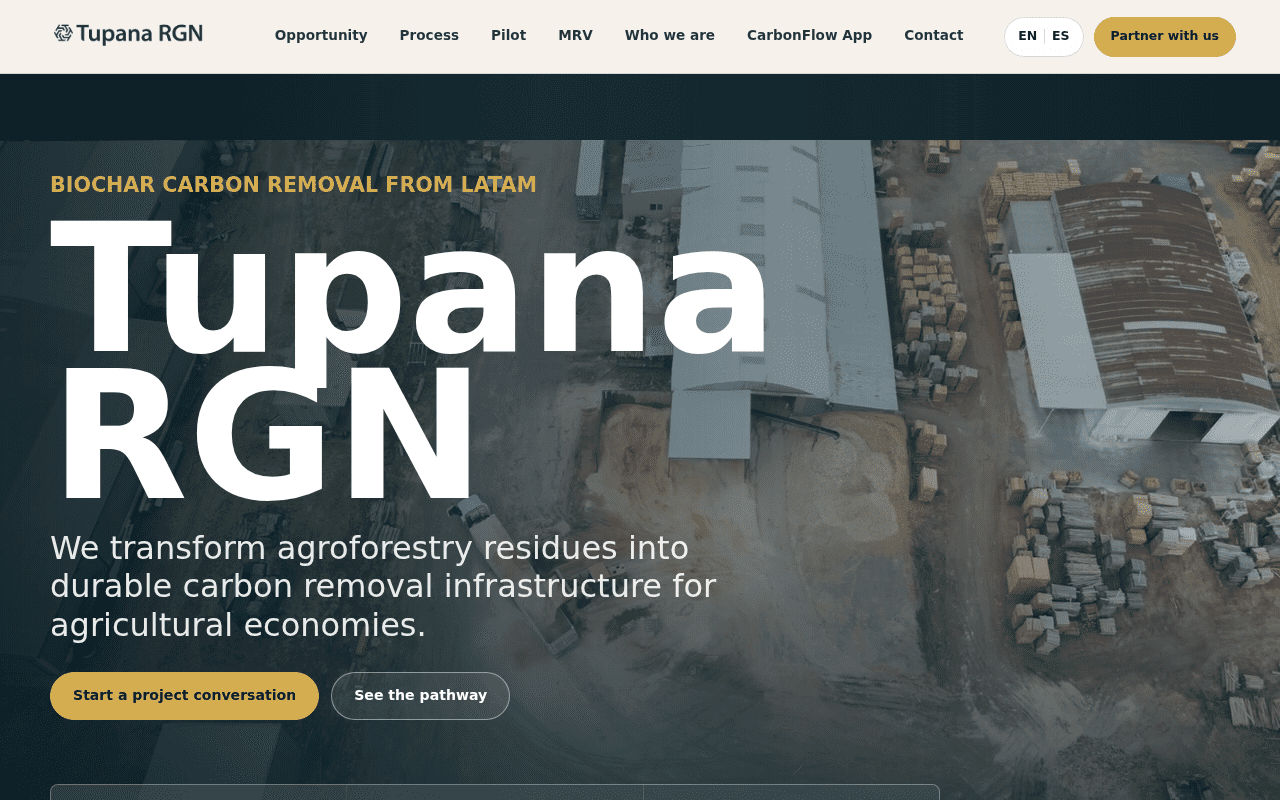 Tupana RGN
Opportunity
Process
Pilot
MRV
Who we are
CarbonFlow App
Contact
EN
ES
Partner with us
BIOCHAR CARBON REMOVAL FROM LATAM
Tupana
RGN
We transform agroforestry residues into
durable carbon removal infrastructure for
agricultural economies.
Start a project conversation
See the pathway